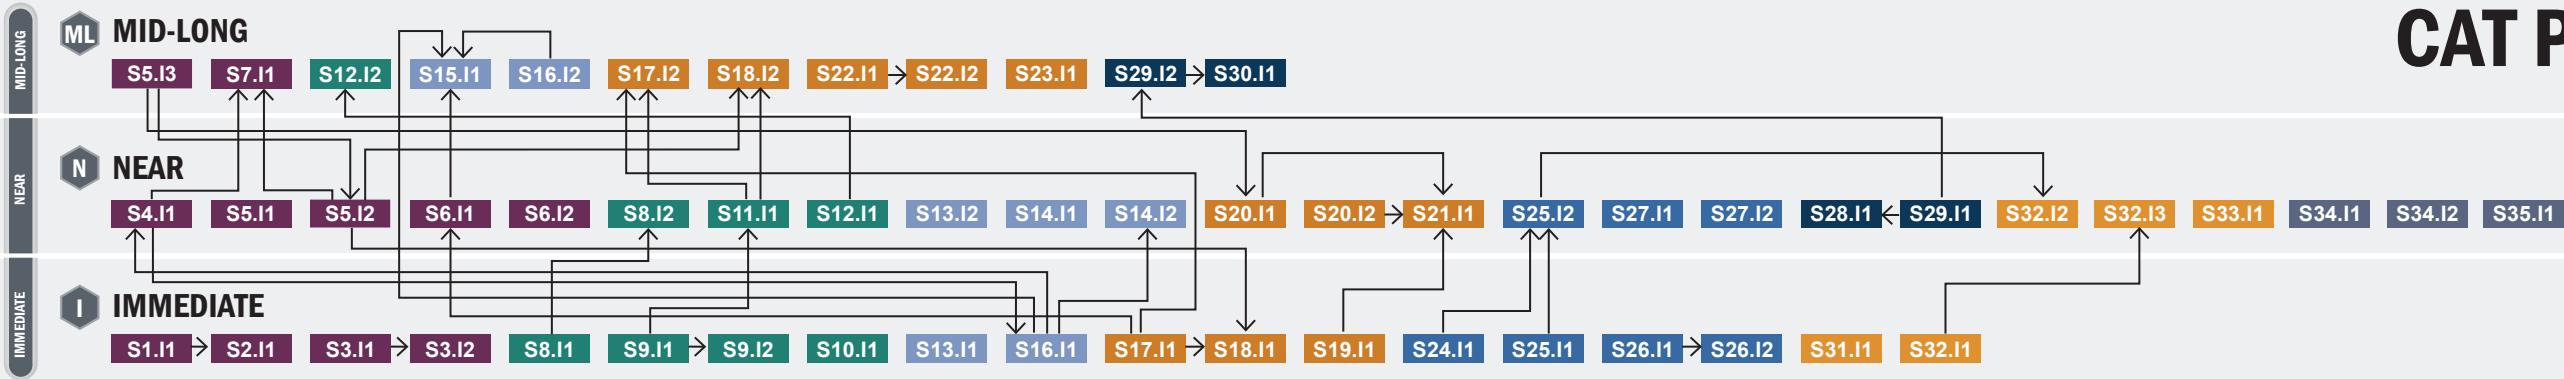 MID-LONG
ML
MID-LONG
CAT P
S5.I3 S7.I1 S12.I2 S15.I1 S16.I2 S17.I2 S18.I2 S22.I1 S22.I2 S23.I1 S29.I2 S30.I1
NEAR
N
NEAR
S4.I1 S5.I1 S5.I2 S6.I1 S6.I2 S8.I2 S11.I1 S12.I1 S13.I2 S14.I1 S14.I2 S20.I1 S20.I2 S21.I1 S25.I2 S27.I1 S27.I2 S28.I1 S29.I1 S32.I2 S32.I3 S33.I1 S34.I1 S34.I2 S35.I1
IMMEDIATE
I
IMMEDIATE
S1.I1 S2.I1 S3.I1 S3.I2 S8.I1 S9.I1 S9.I2 S10.I1 S13.I1 S16.I1 S17.I1 S18.I1 S19.I1 S24.I1 S25.I1 S26.I1 S26.I2 S31.I1 S32.I1